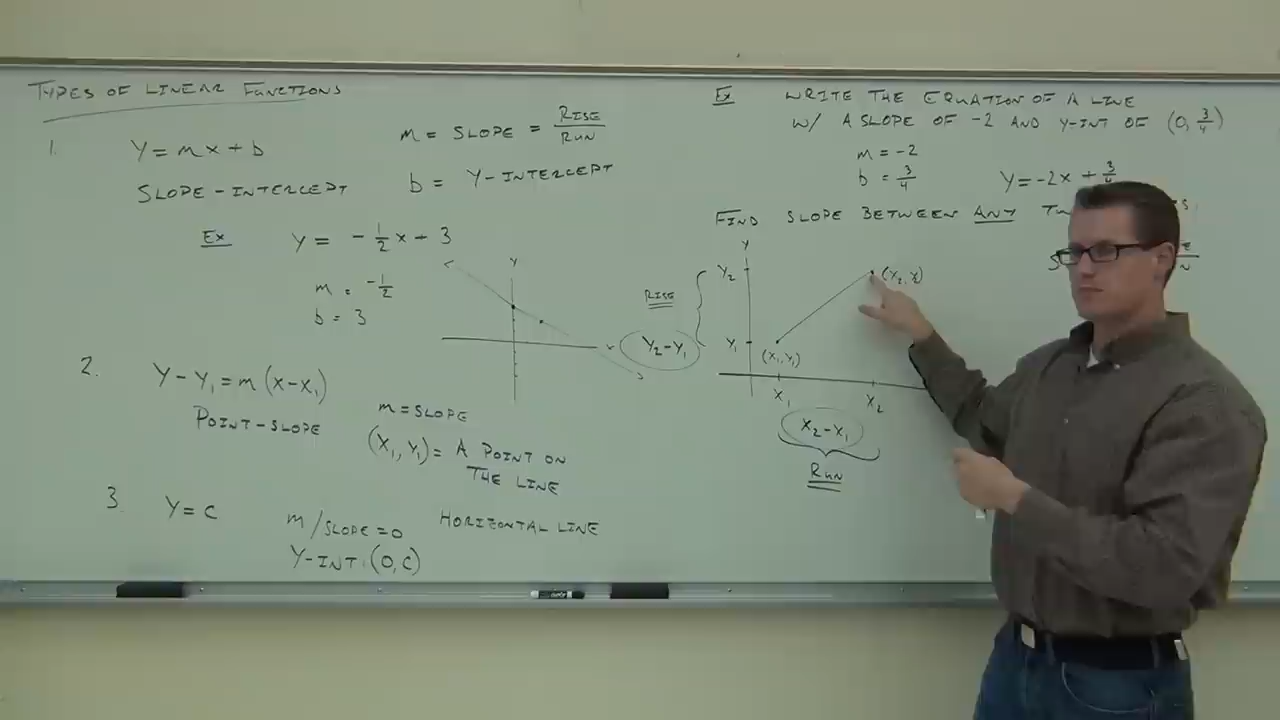 TYPES OF LINEAR FUNCTIONS
1. Y = mx + b
SLOPE-INTERCEPT
m = SLOPE = RISE/RUN
b = Y-INTERCEPT
Ex Y = -1/2 x + 3
m = -1/2
b = 3
Y
X
2. Y - Y₁ = m(X - X₁)
POINT-SLOPE
m = SLOPE
(X₁, Y₁) = A POINT ON
THE LINE
3. Y = C
m/SLOPE = 0
HORIZONTAL LINE
Y-INT: (0, C)
Ex WRITE THE EQUATION OF A LINE
W/ A SLOPE OF -2 AND Y-INT OF (0, 3/4)
m = -2
b = 3/4
Y = -2x + 3/4
FIND SLOPE BETWEEN ANY
Y
Y₂
(X₂, Y₂)
RISE
Y₂ - Y₁
Y₁
(X₁, Y₁)
X₁
X₂
X₂ - X₁
RUN